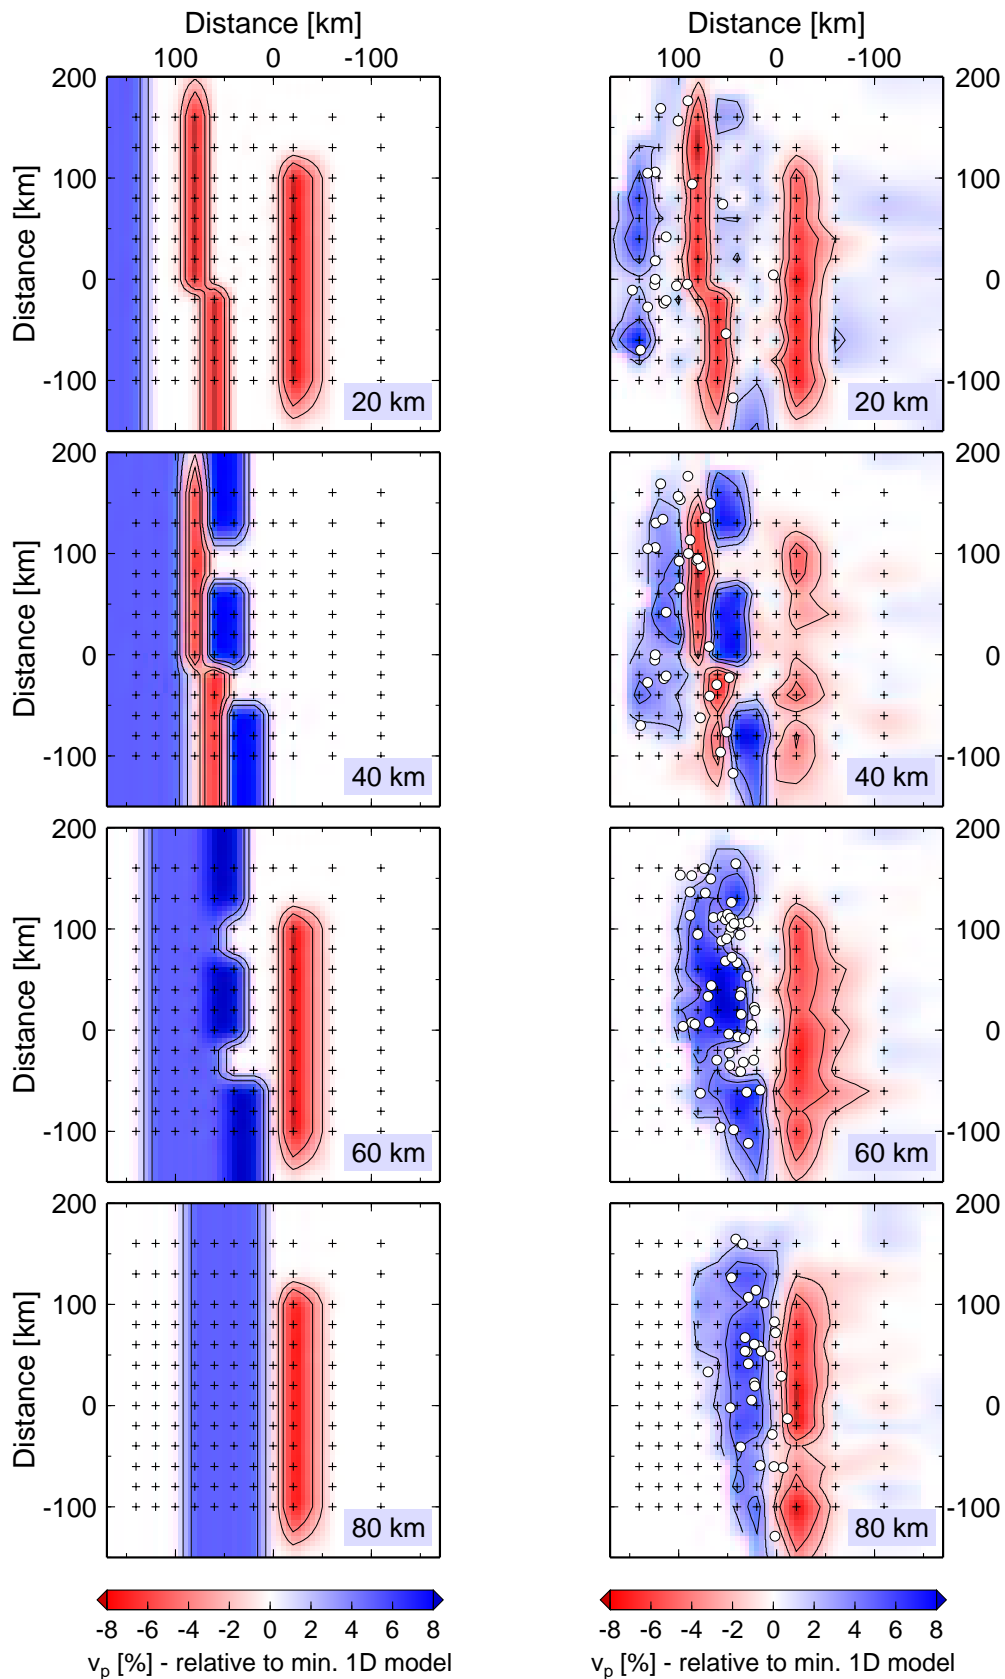 Distance [km] Distance [km]
100 0 -100 100 0 -100
200 200
100 100
0 0
-100 -100
Distance [km]
20 km 20 km
200 200
100 100
0 0
-100 -100
Distance [km]
40 km 40 km
200 200
100 100
0 0
-100 -100
Distance [km]
60 km 60 km
200 200
100 100
0 0
-100 -100
Distance [km]
80 km 80 km
-8 -6 -4 -2 0 2 4 6 8 -8 -6 -4 -2 0 2 4 6 8
vp [%] - relative to min. 1D model vp [%] - relative to min. 1D model